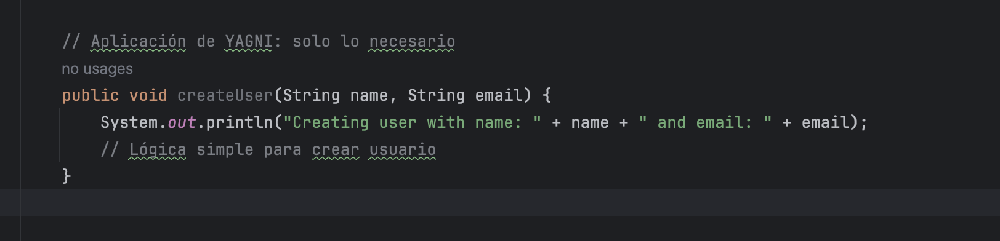 // Aplicación de YAGNI: solo lo necesario
no usages
public void createUser(String name, String email) {
    System.out.println("Creating user with name: " + name + " and email: " + email);
    // Lógica simple para crear usuario
}